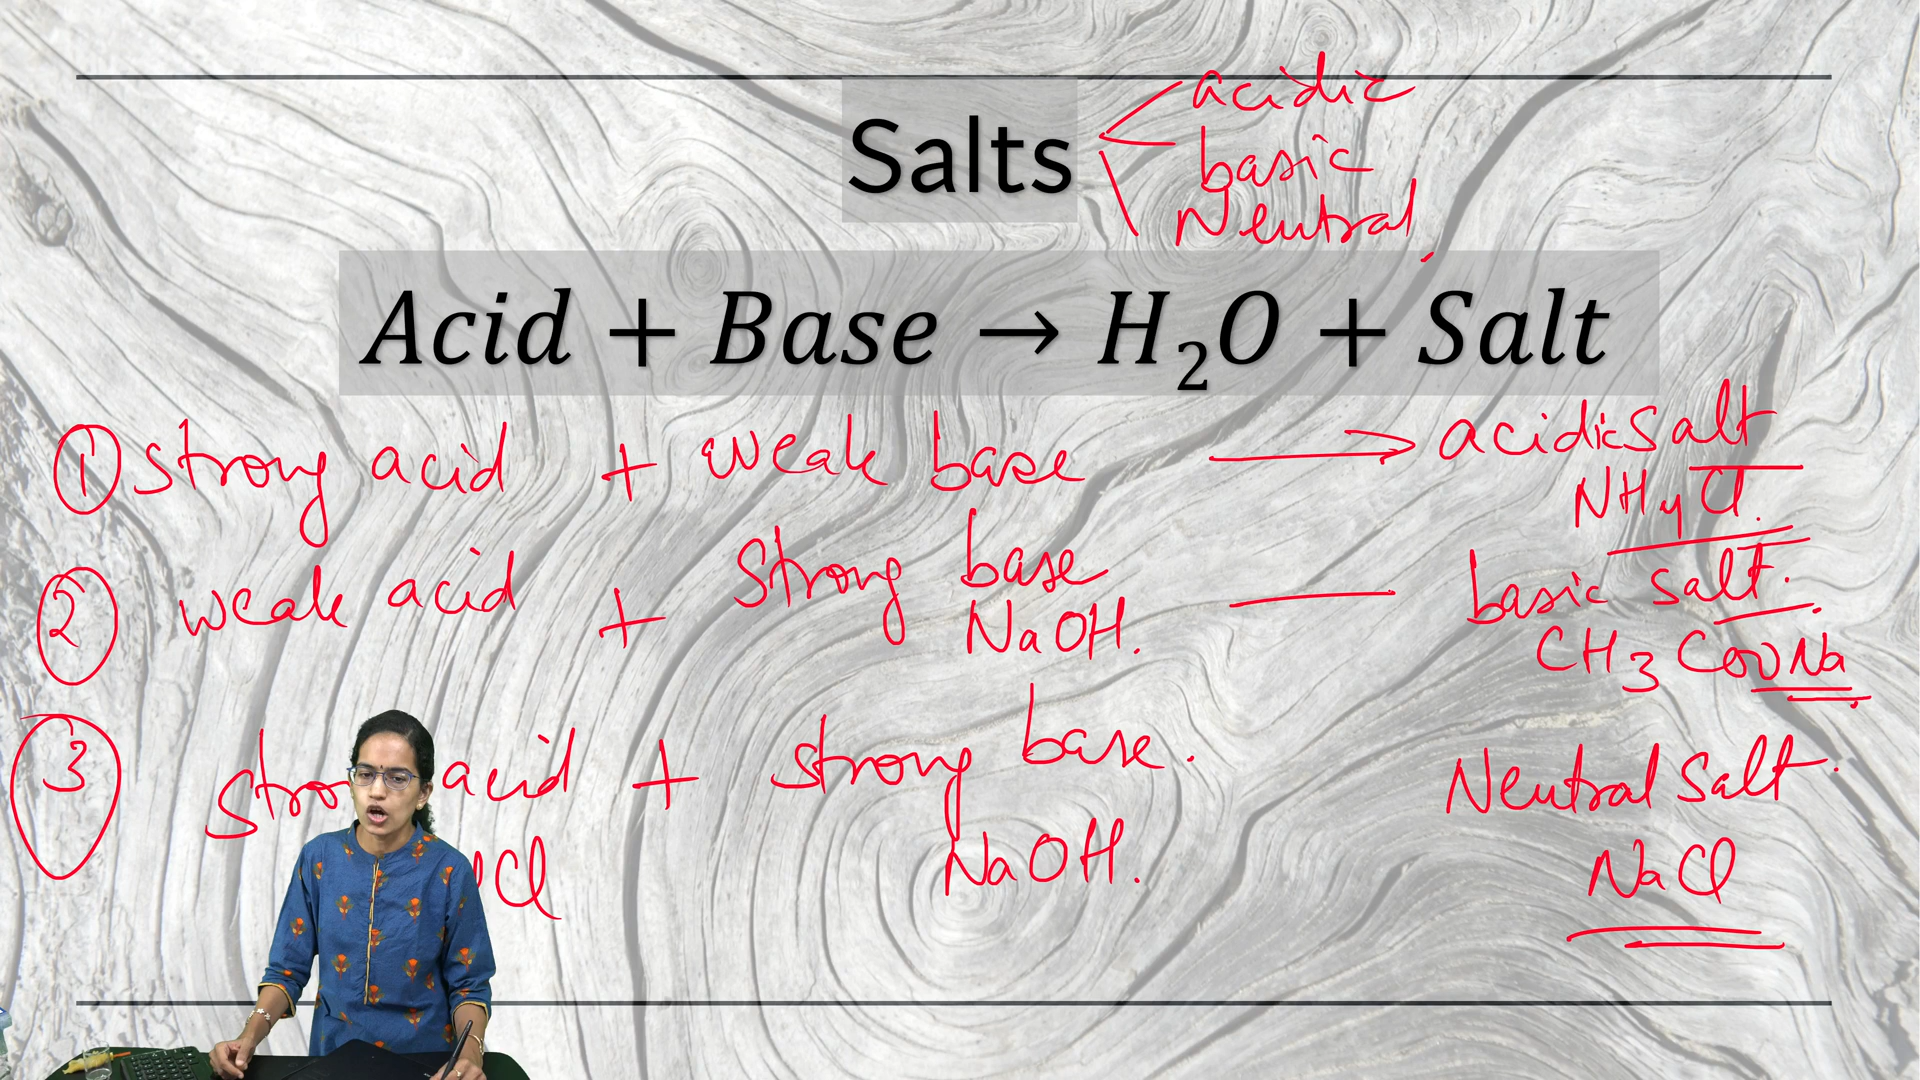 Salts
acidic
basic
Neutral
Acid + Base → H₂O + Salt
① strong acid + weak base → acidic salt
NH4Cl.
② weak acid + strong base — basic salt.
NaOH. CH3COONa
③ acid + strong base. Neutral salt.
NaOH. NaCl